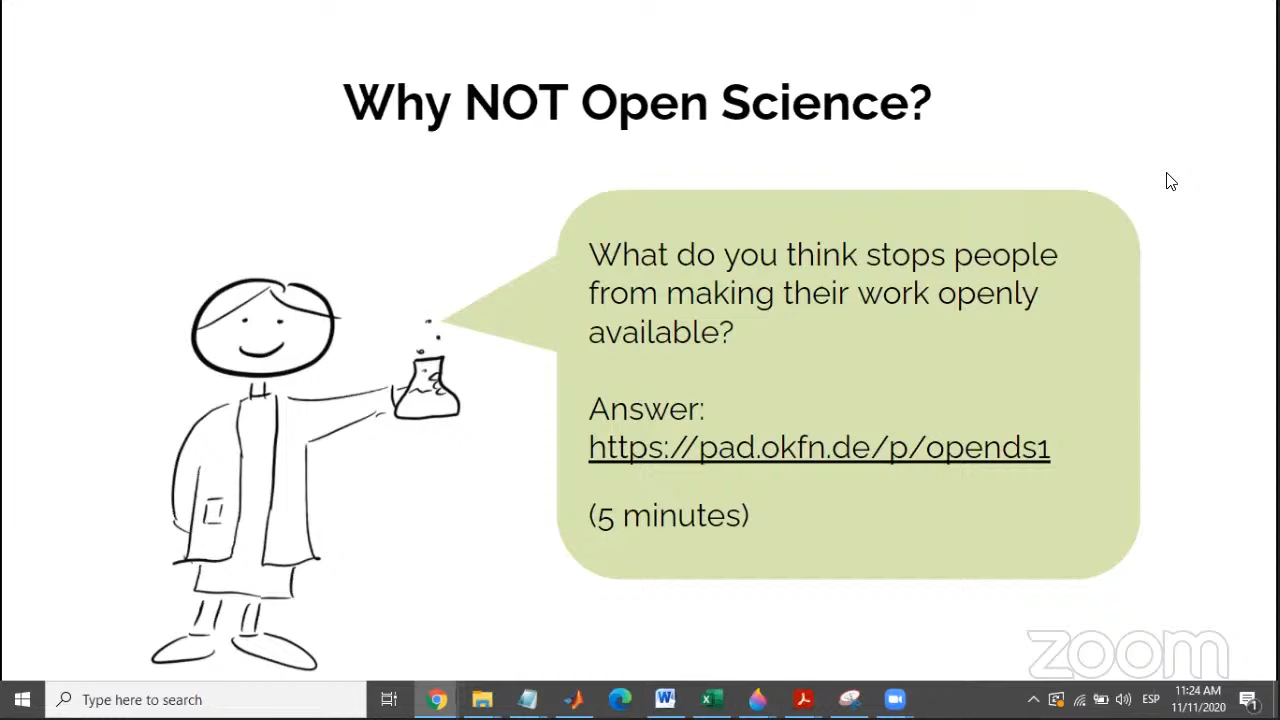 Why NOT Open Science?
What do you think stops people
from making their work openly
available?
Answer:
https://pad.okfn.de/p/opends1
(5 minutes)
zoom
Type here to search
ESP
11:24 AM
11/11/2020
1